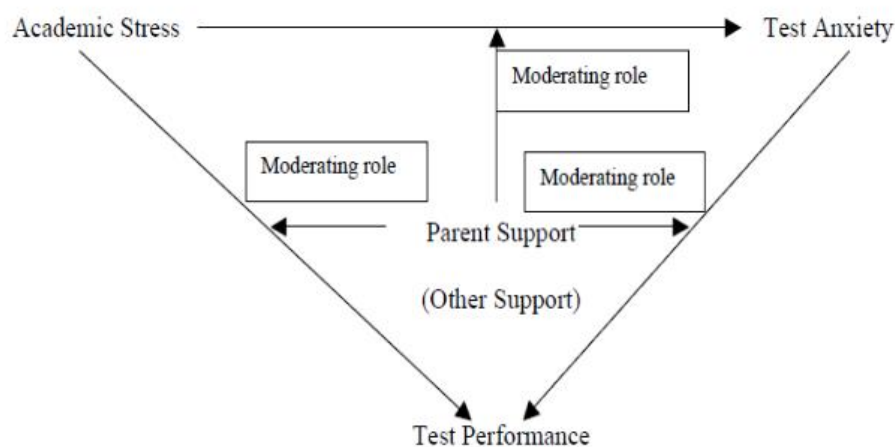 Academic Stress
Test Anxiety
Moderating role
Moderating role
Moderating role
Parent Support
(Other Support)
Test Performance